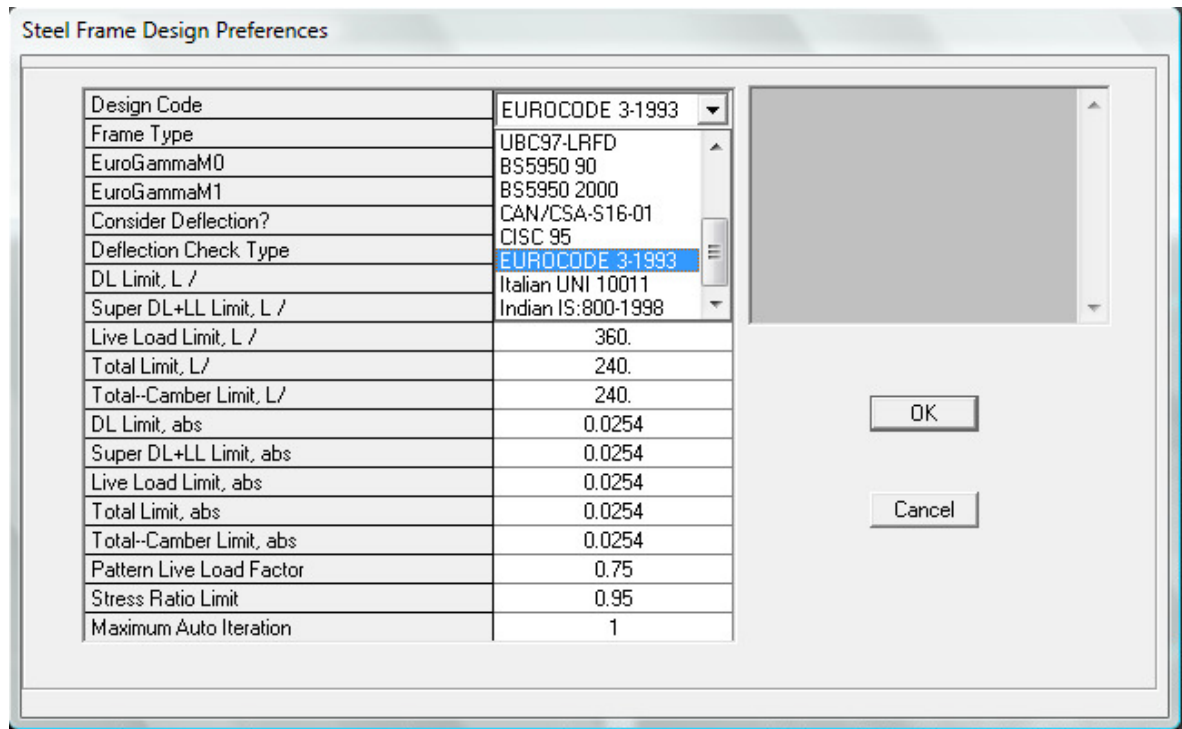 Steel Frame Design Preferences
Design Code EUROCODE 3-1993
Frame Type UBC97-LRFD
EuroGammaM0 BS5950 90
EuroGammaM1 BS5950 2000
Consider Deflection? CAN/CSA-S16-01
CISC 95
Deflection Check Type EUROCODE 3-1993
DL Limit, L / Italian UNI 10011
Super DL+LL Limit, L / Indian IS:800-1998
Live Load Limit, L / 360.
Total Limit, L/ 240.
Total--Camber Limit, L/ 240.
DL Limit, abs 0.0254
OK
Super DL+LL Limit, abs 0.0254
Live Load Limit, abs 0.0254
Total Limit, abs 0.0254
Cancel
Total--Camber Limit, abs 0.0254
Pattern Live Load Factor 0.75
Stress Ratio Limit 0.95
Maximum Auto Iteration 1